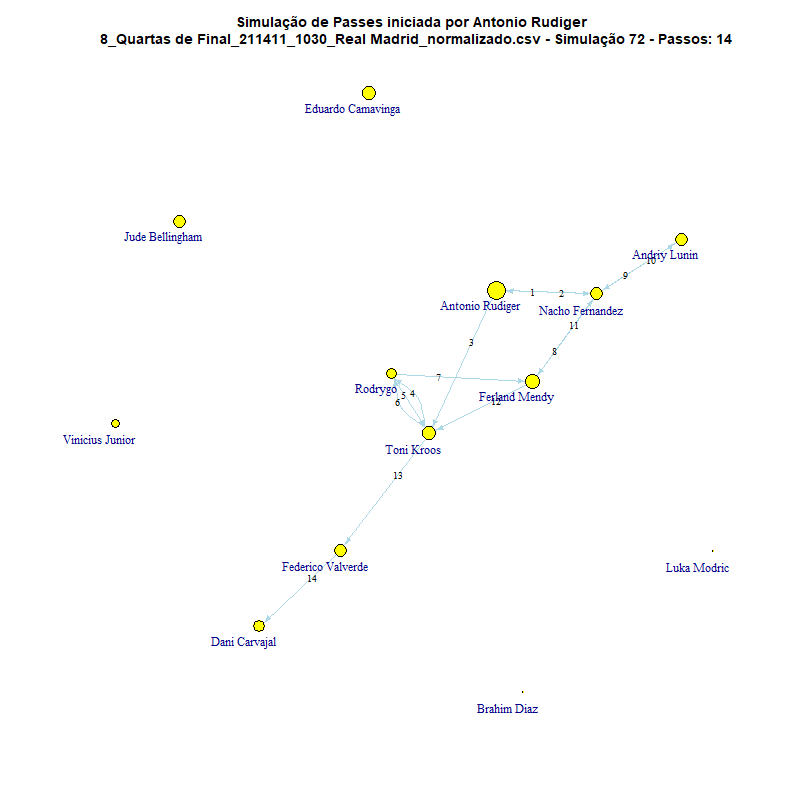 Simulação de Passes iniciada por Antonio Rudiger
8_Quartas de Final_211411_1030_Real Madrid_normalizado.csv - Simulação 72 - Passos: 14
Eduardo Camavinga
Jude Bellingham
Andriy Lunin
10
9
1
2
Antonio Rudiger
Nacho Fernandez
11
3
8
7
Rodrygo
4
5
6
Ferland Mendy
12
Vinicius Junior
Toni Kroos
13
Federico Valverde
Luka Modric
14
Dani Carvajal
Brahim Diaz